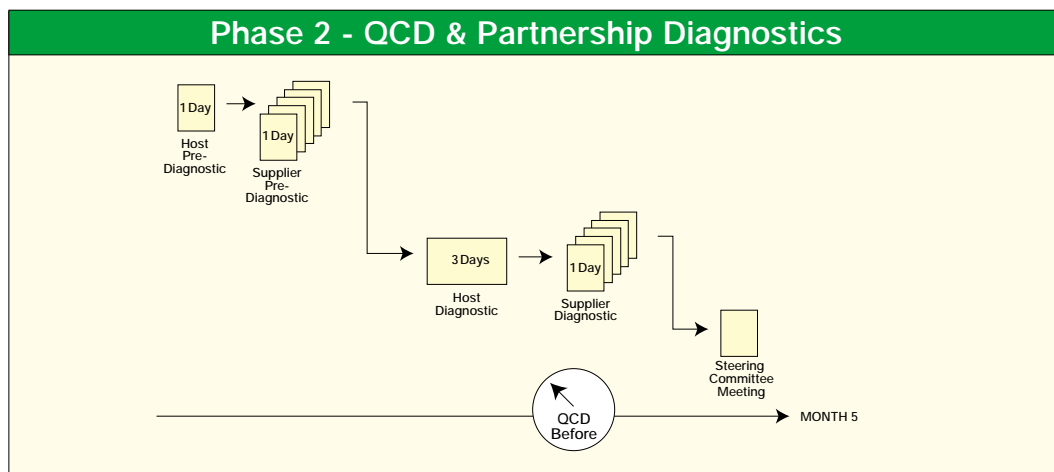 Phase 2 - QCD & Partnership Diagnostics
1 Day
Host
Pre-
Diagnostic
1 Day
Supplier
Pre-
Diagnostic
3 Days
Host
Diagnostic
1 Day
Supplier
Diagnostic
Steering
Committee
Meeting
QCD
Before
MONTH 5